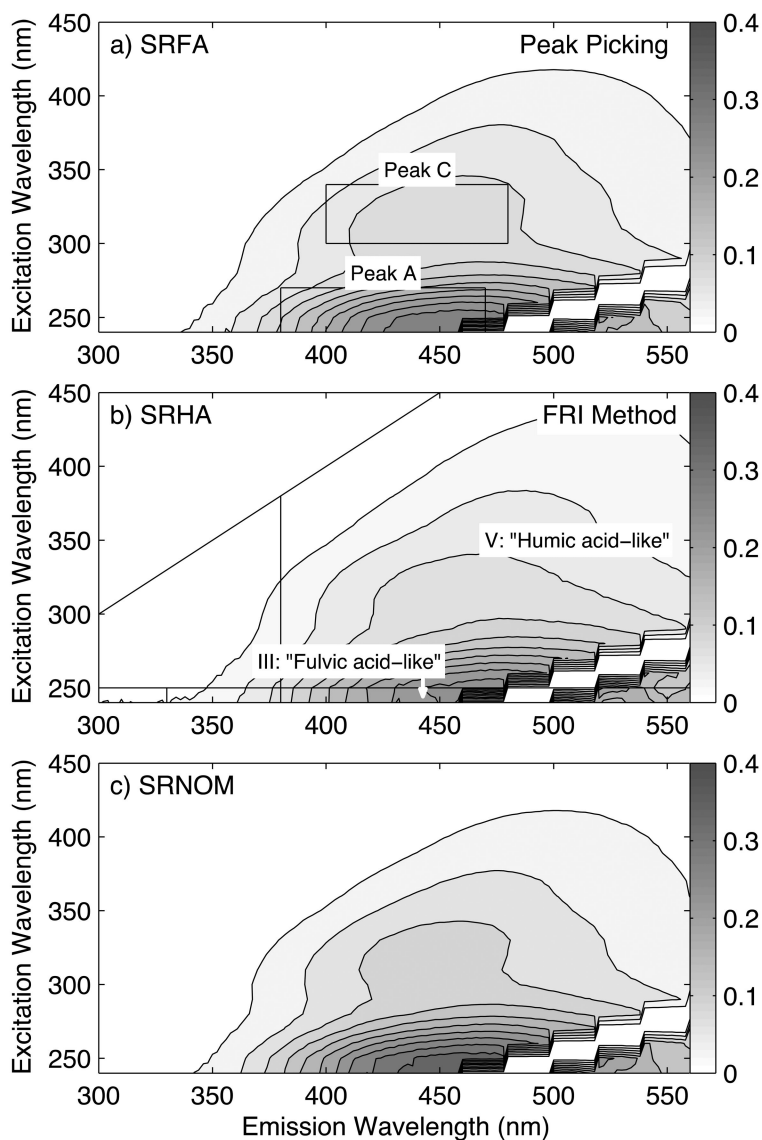 a) SRFA Peak Picking
Peak C
Peak A
Excitation Wavelength (nm)
450
400
350
300
250
300 350 400 450 500 550
0.4
0.3
0.2
0.1
0
b) SRHA FRI Method
V: "Humic acid–like"
III: "Fulvic acid–like"
Excitation Wavelength (nm)
450
400
350
300
250
300 350 400 450 500 550
0.4
0.3
0.2
0.1
0
c) SRNOM
Excitation Wavelength (nm)
450
400
350
300
250
300 350 400 450 500 550
0.4
0.3
0.2
0.1
0
Emission Wavelength (nm)